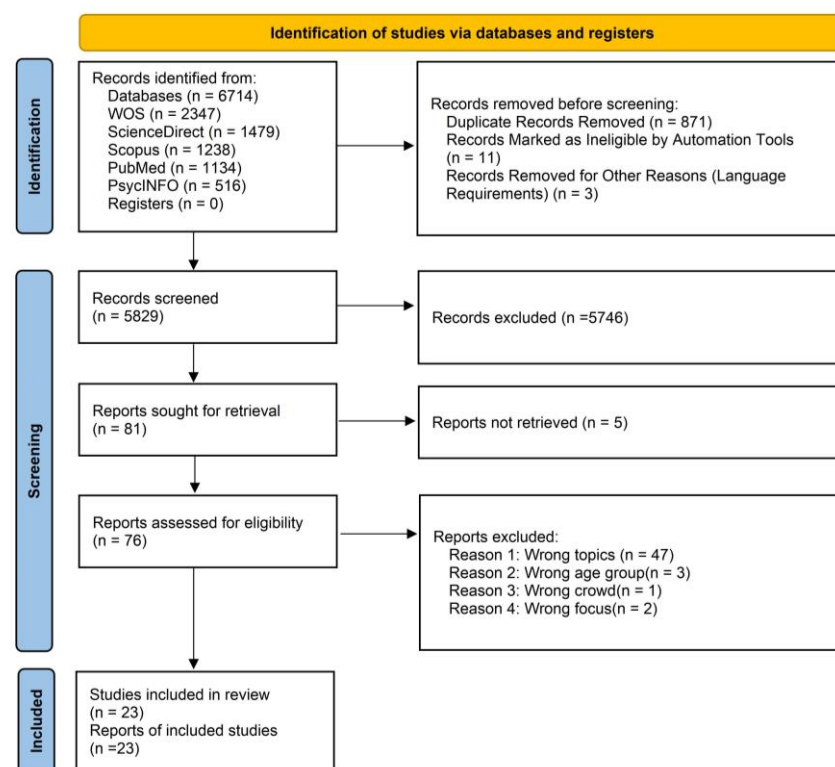 Identification of studies via databases and registers
Identification
Records identified from:
Databases (n = 6714)
WOS (n = 2347)
ScienceDirect (n = 1479)
Scopus (n = 1238)
PubMed (n = 1134)
PsycINFO (n = 516)
Registers (n = 0)
Records removed before screening:
Duplicate Records Removed (n = 871)
Records Marked as Ineligible by Automation Tools
(n = 11)
Records Removed for Other Reasons (Language
Requirements) (n = 3)
Screening
Records screened
(n = 5829)
Records excluded (n =5746)
Reports sought for retrieval
(n = 81)
Reports not retrieved (n = 5)
Reports assessed for eligibility
(n = 76)
Reports excluded:
Reason 1: Wrong topics (n = 47)
Reason 2: Wrong age group(n = 3)
Reason 3: Wrong crowd(n = 1)
Reason 4: Wrong focus(n = 2)
Included
Studies included in review
(n = 23)
Reports of included studies
(n =23)